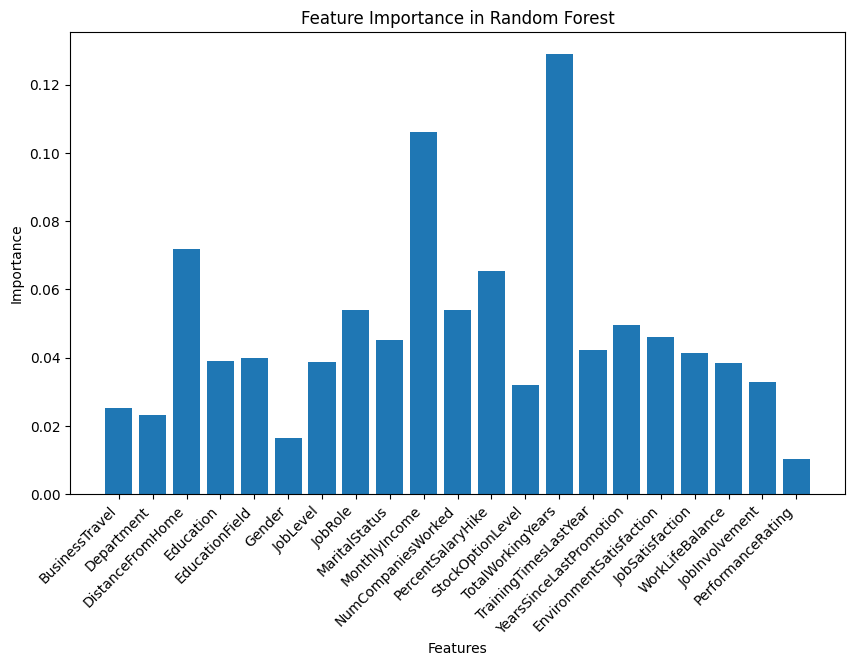 Feature Importance in Random Forest
0.12
0.10
0.08
0.06
0.04
0.02
0.00
Importance
BusinessTravel
Department
DistanceFromHome
Education
EducationField
Gender
JobLevel
JobRole
MaritalStatus
MonthlyIncome
NumCompaniesWorked
PercentSalaryHike
StockOptionLevel
TotalWorkingYears
TrainingTimesLastYear
YearsSinceLastPromotion
EnvironmentSatisfaction
JobSatisfaction
WorkLifeBalance
JobInvolvement
PerformanceRating
Features